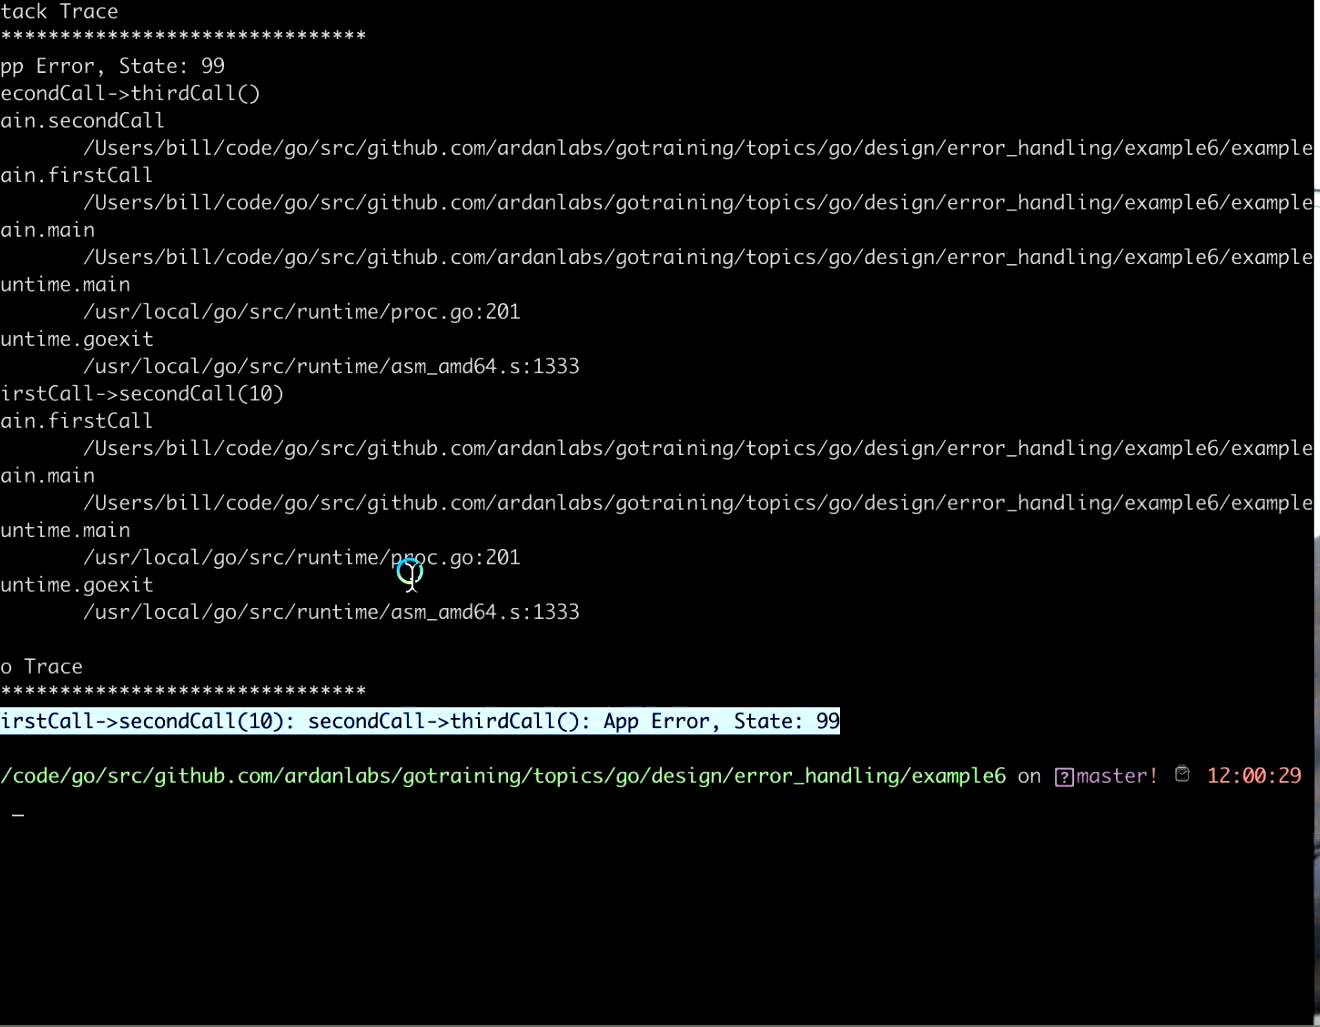 tack Trace
*******************************
pp Error, State: 99
econdCall->thirdCall()
ain.secondCall
/Users/bill/code/go/src/github.com/ardanlabs/gotraining/topics/go/design/error_handling/example6/example
ain.firstCall
/Users/bill/code/go/src/github.com/ardanlabs/gotraining/topics/go/design/error_handling/example6/example
ain.main
/Users/bill/code/go/src/github.com/ardanlabs/gotraining/topics/go/design/error_handling/example6/example
untime.main
/usr/local/go/src/runtime/proc.go:201
untime.goexit
/usr/local/go/src/runtime/asm_amd64.s:1333
irstCall->secondCall(10)
ain.firstCall
/Users/bill/code/go/src/github.com/ardanlabs/gotraining/topics/go/design/error_handling/example6/example
ain.main
/Users/bill/code/go/src/github.com/ardanlabs/gotraining/topics/go/design/error_handling/example6/example
untime.main
/usr/local/go/src/runtime/proc.go:201
untime.goexit
/usr/local/go/src/runtime/asm_amd64.s:1333
o Trace
*******************************
irstCall->secondCall(10): secondCall->thirdCall(): App Error, State: 99
/code/go/src/github.com/ardanlabs/gotraining/topics/go/design/error_handling/example6 on ?master! 12:00:29
_